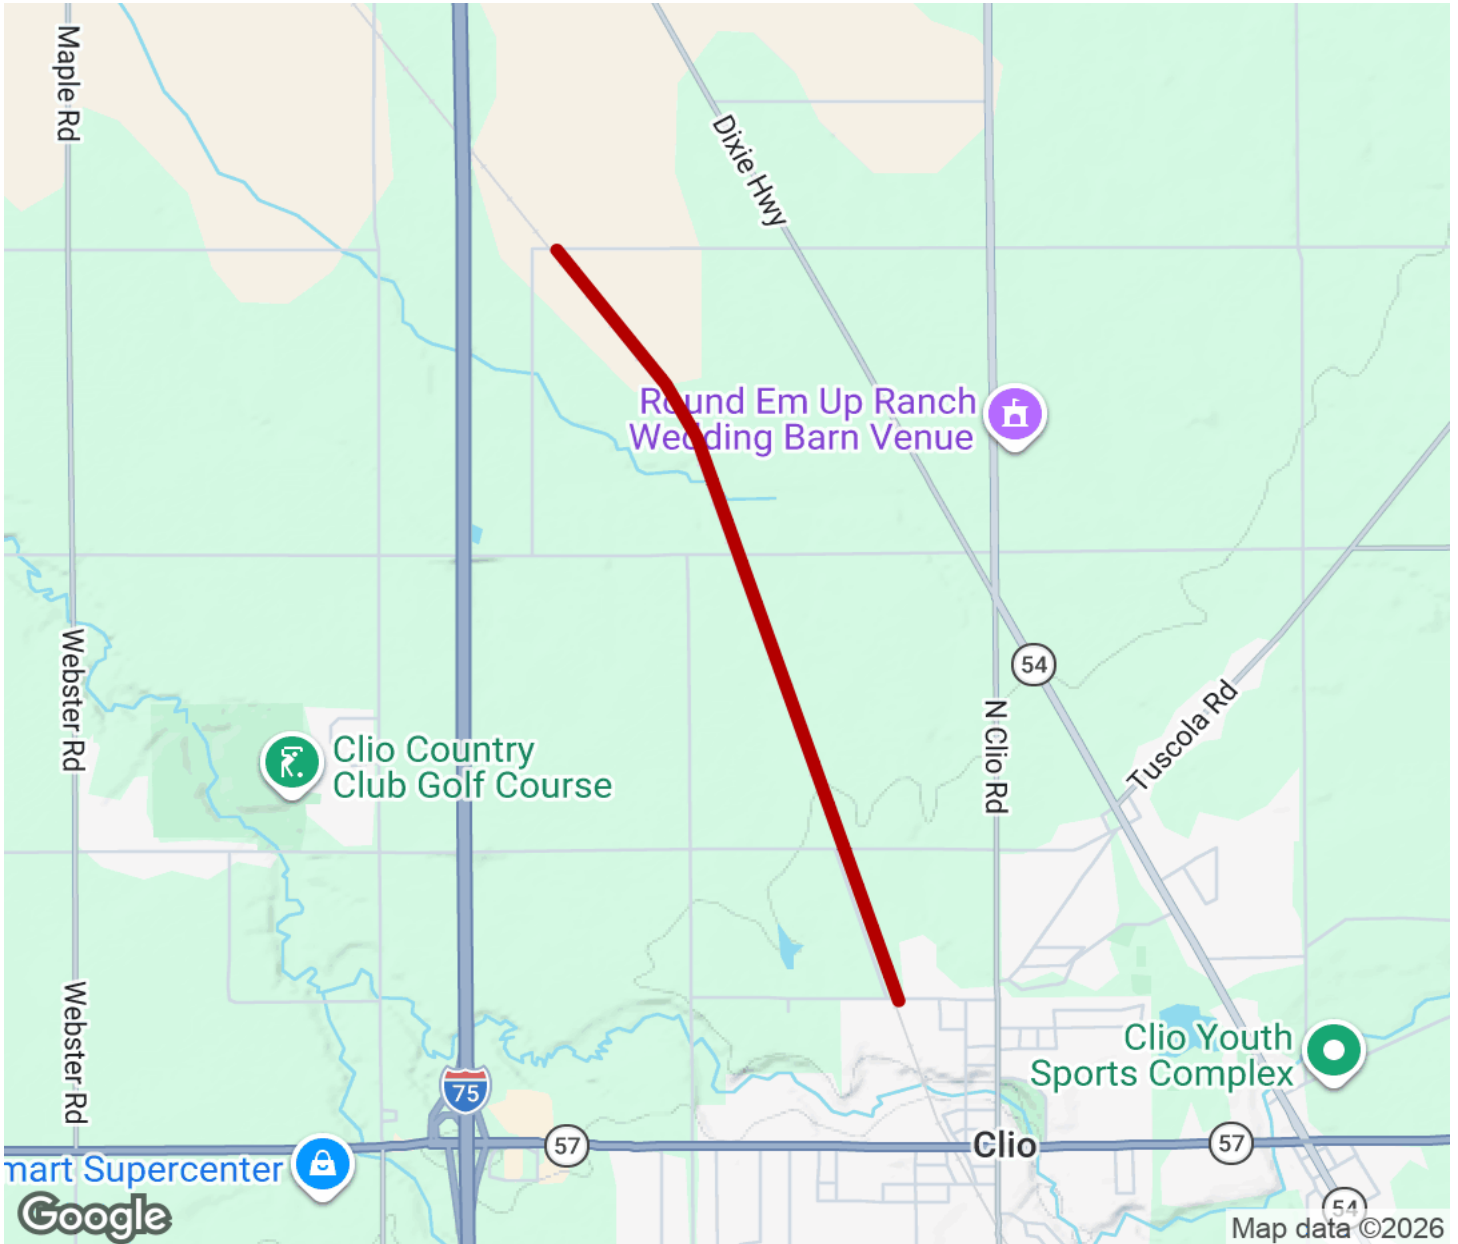 Maple Rd
Dixie Hwy
Round Em Up Ranch
Wedding Barn Venue
54
Webster Rd
Tuscola Rd
N Clio Rd
Clio Country
Club Golf Course
Webster Rd
Clio Youth
Sports Complex
75
57
Clio
57
mart Supercenter
54
Google
Map data ©2026